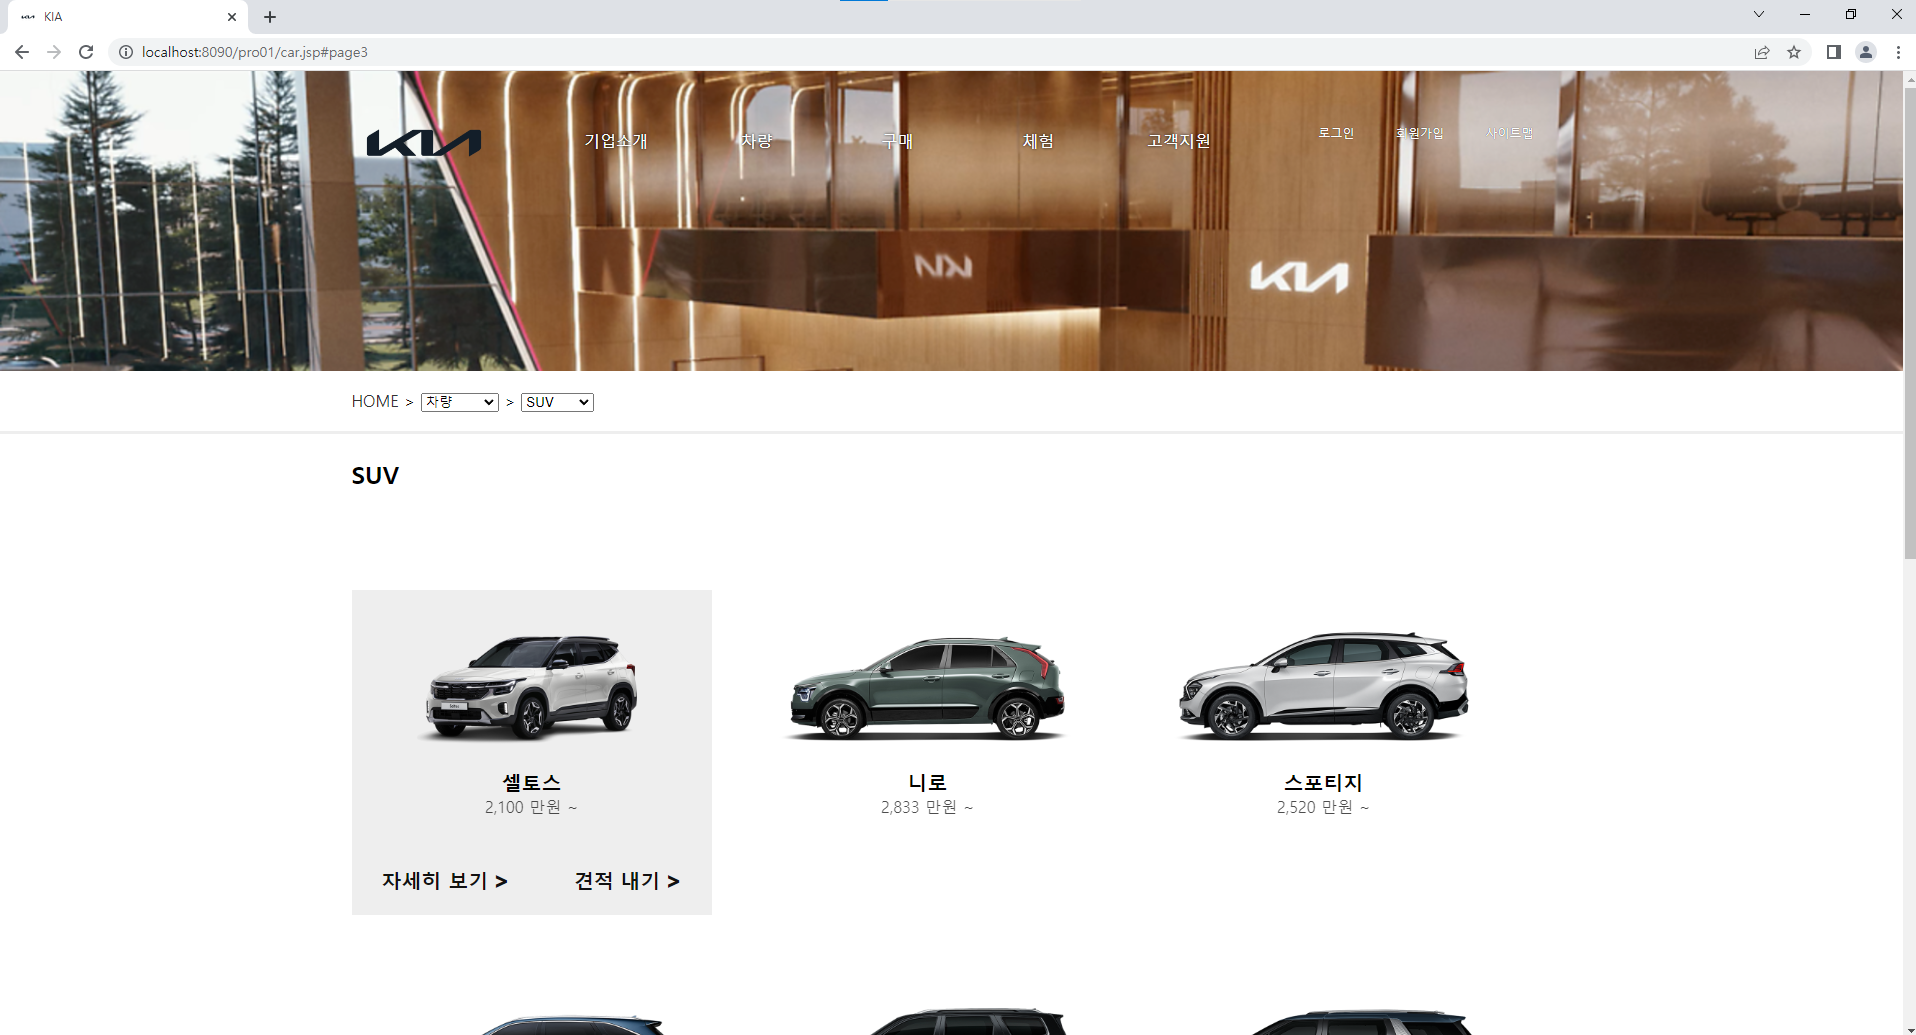 KIA
localhost:8090/pro01/car.jsp#page3
KIA 기업소개 차량 구매 체험 고객지원 로그인 회원가입 사이트맵
KIA
HOME > 차량 > SUV
SUV
셀토스
2,100 만원 ~
자세히 보기 > 견적 내기 >
니로
2,833 만원 ~
스포티지
2,520 만원 ~